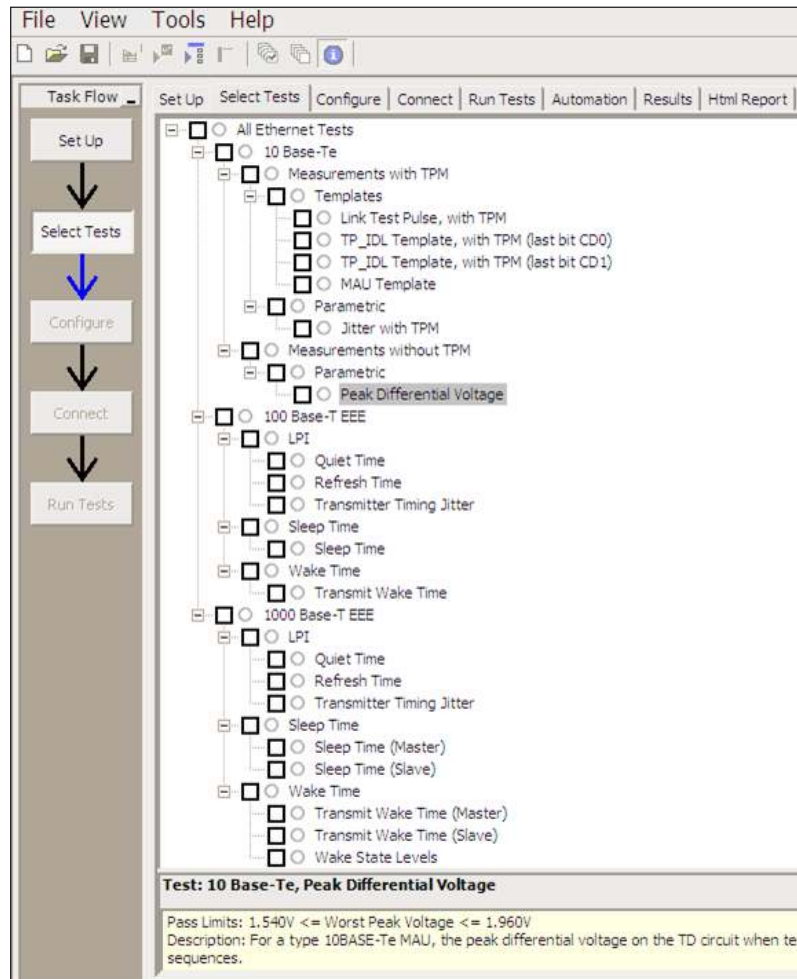 File View Tools Help
Task Flow
Set Up Select Tests Configure Connect Run Tests Automation Results Html Report
Set Up
Select Tests
Configure
Connect
Run Tests
All Ethernet Tests
10 Base-Te
Measurements with TPM
Templates
Link Test Pulse, with TPM
TP_IDL Template, with TPM (last bit CD0)
TP_IDL Template, with TPM (last bit CD1)
MAU Template
Parametric
Jitter with TPM
Measurements without TPM
Parametric
Peak Differential Voltage
100 Base-T EEE
LPI
Quiet Time
Refresh Time
Transmitter Timing Jitter
Sleep Time
Sleep Time
Wake Time
Transmit Wake Time
1000 Base-T EEE
LPI
Quiet Time
Refresh Time
Transmitter Timing Jitter
Sleep Time
Sleep Time (Master)
Sleep Time (Slave)
Wake Time
Transmit Wake Time (Master)
Transmit Wake Time (Slave)
Wake State Levels
Test: 10 Base-Te, Peak Differential Voltage
Pass Limits: 1.540V <= Worst Peak Voltage <= 1.960V
Description: For a type 10BASE-Te MAU, the peak differential voltage on the TD circuit when te
sequences.